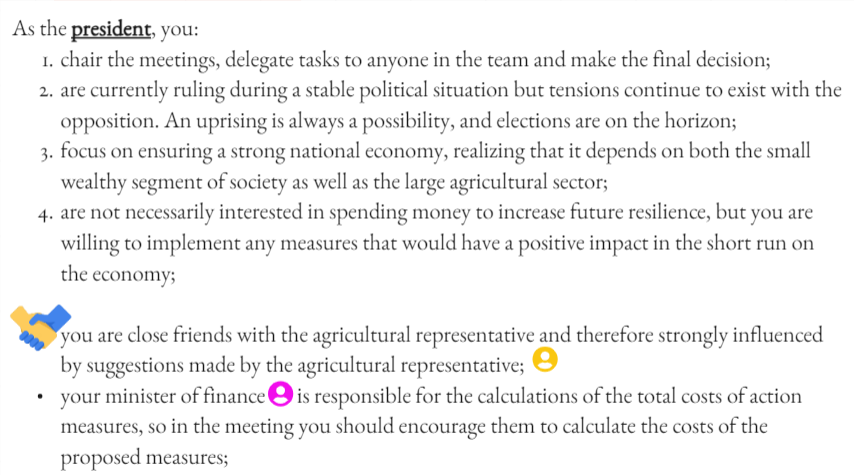 As the president, you:
1. chair the meetings, delegate tasks to anyone in the team and make the final decision;
2. are currently ruling during a stable political situation but tensions continue to exist with the
opposition. An uprising is always a possibility, and elections are on the horizon;
3. focus on ensuring a strong national economy, realizing that it depends on both the small
wealthy segment of society as well as the large agricultural sector;
4. are not necessarily interested in spending money to increase future resilience, but you are
willing to implement any measures that would have a positive impact in the short run on
the economy;
you are close friends with the agricultural representative and therefore strongly influenced
by suggestions made by the agricultural representative;
• your minister of finance is responsible for the calculations of the total costs of action
measures, so in the meeting you should encourage them to calculate the costs of the
proposed measures;